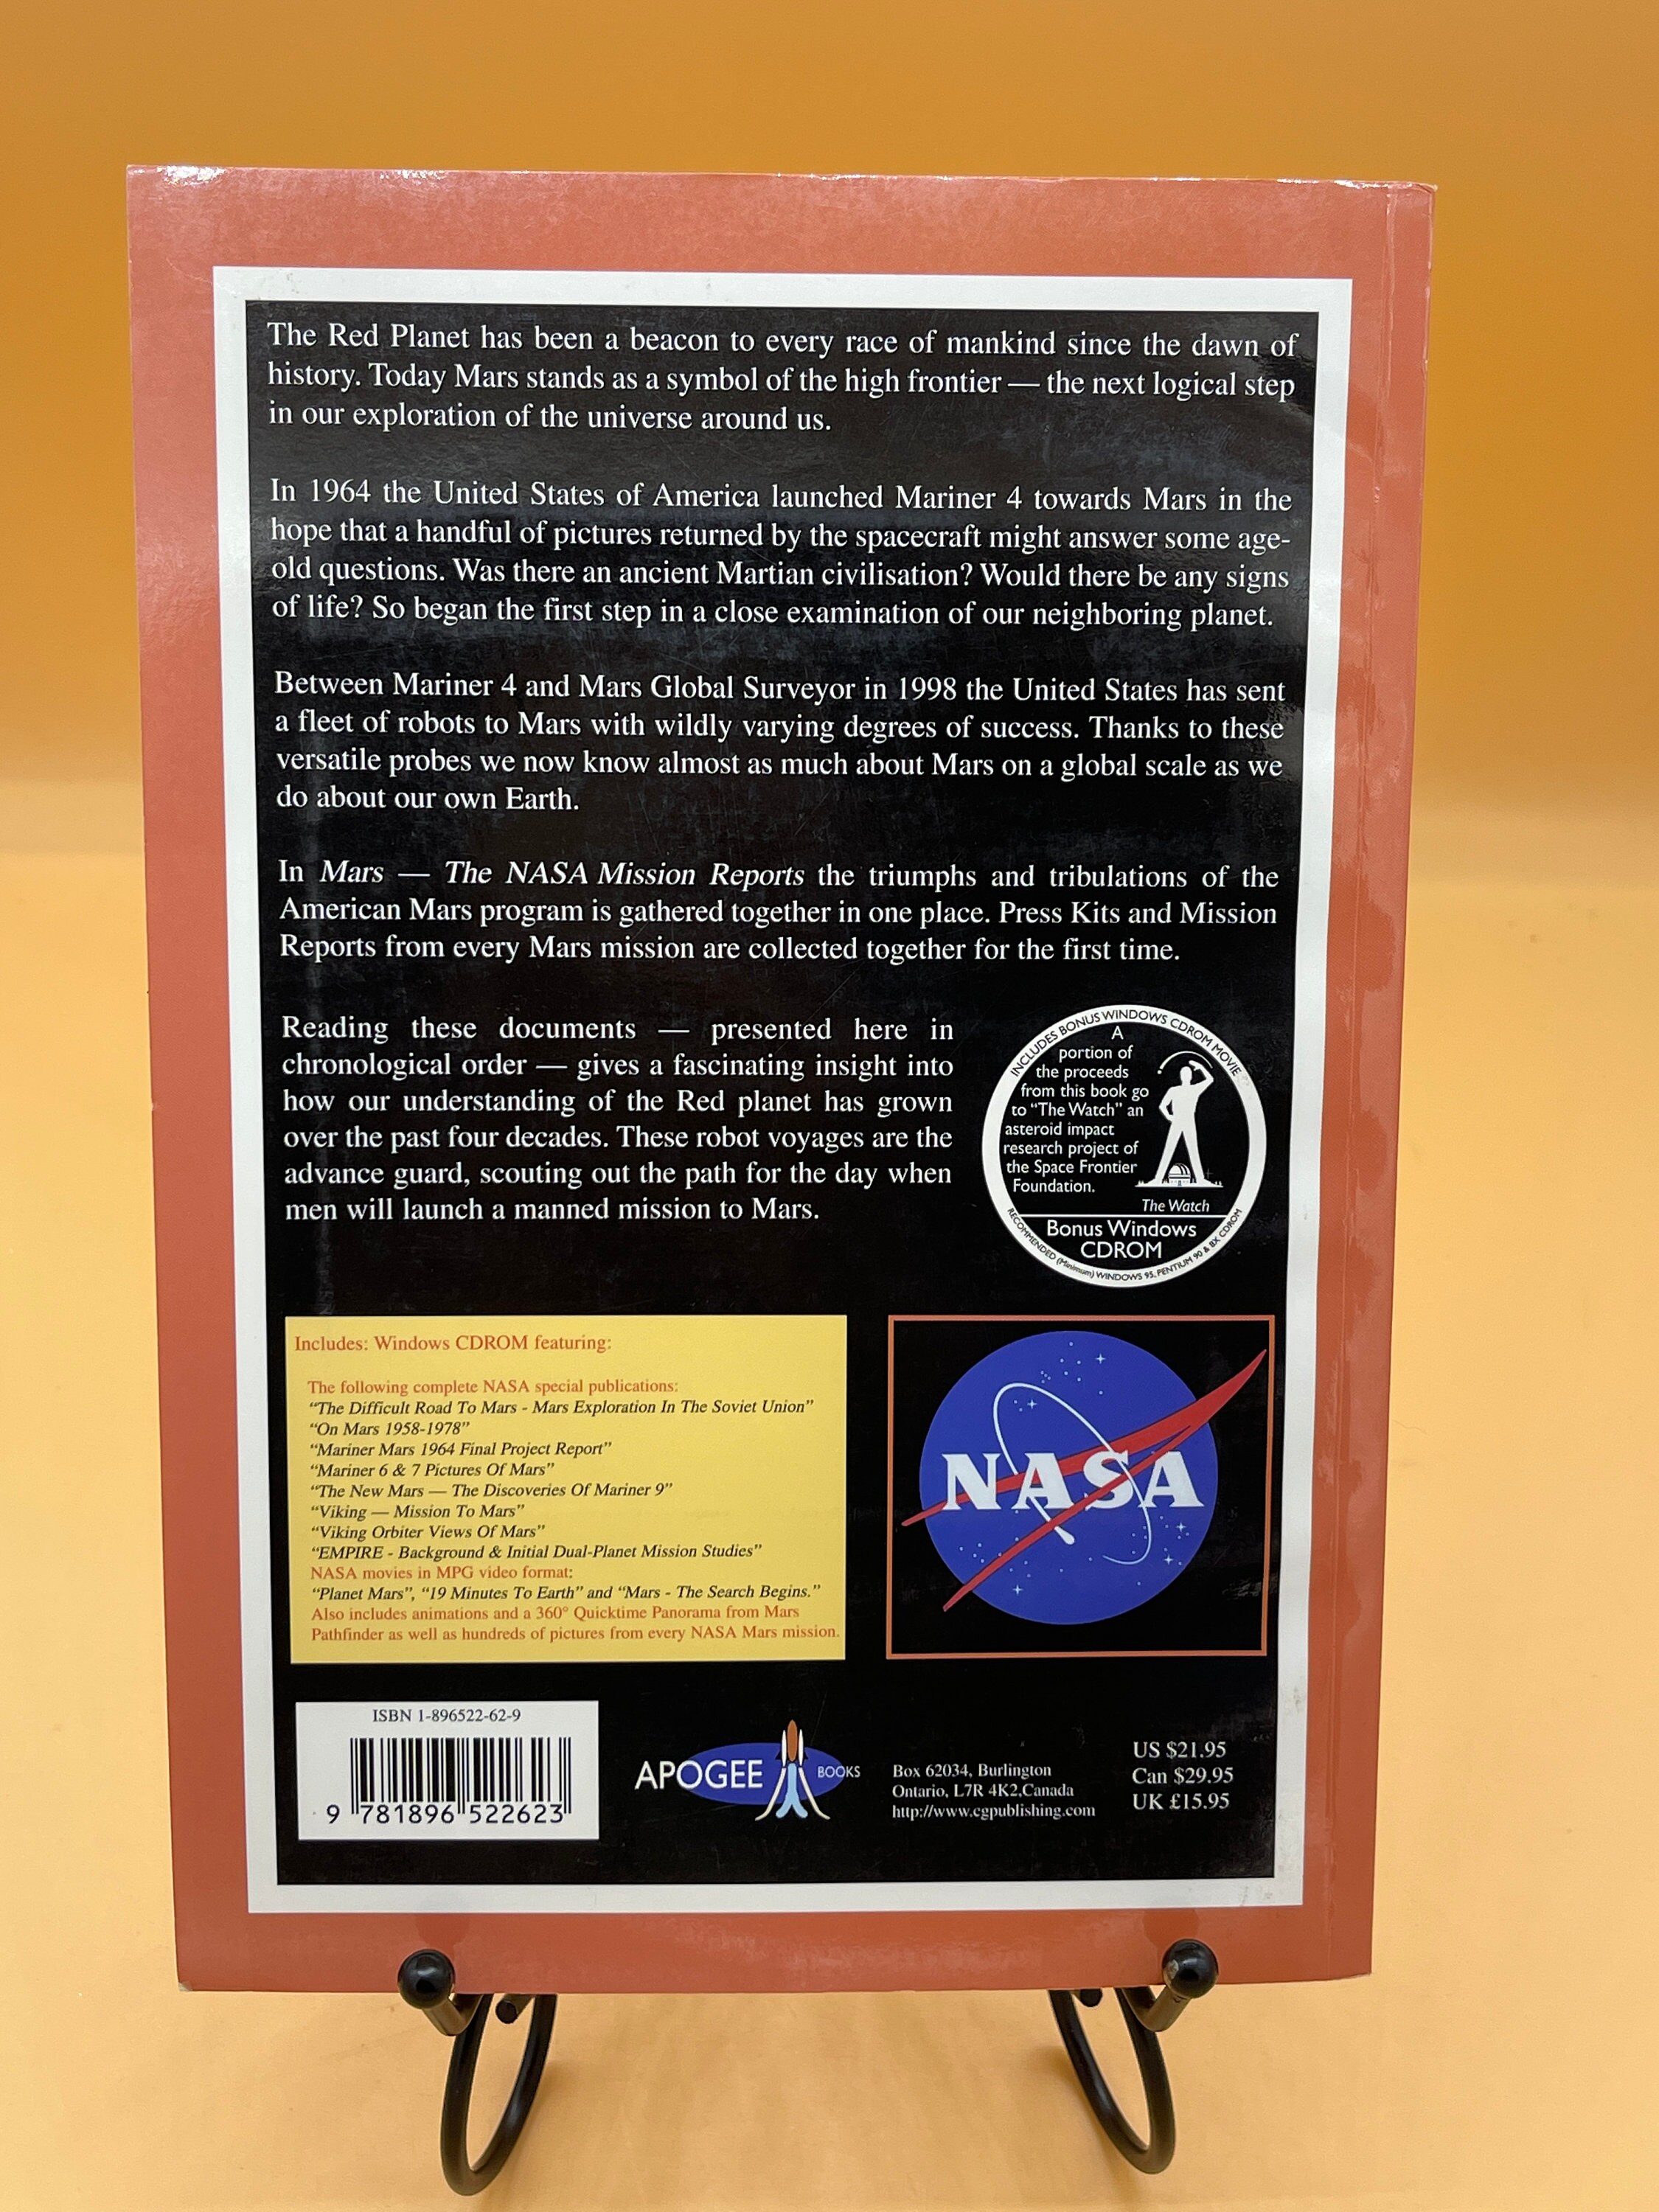 The Red Planet has been a beacon to every race of mankind since the dawn of
history. Today Mars stands as a symbol of the high frontier — the next logical step
in our exploration of the universe around us.
In 1964 the United States of America launched Mariner 4 towards Mars in the
hope that a handful of pictures returned by the spacecraft might answer some age-
old questions. Was there an ancient Martian civilisation? Would there be any signs
of life? So began the first step in a close examination of our neighboring planet.
Between Mariner 4 and Mars Global Surveyor in 1998 the United States has sent
a fleet of robots to Mars with wildly varying degrees of success. Thanks to these
versatile probes we now know almost as much about Mars on a global scale as we
do about our own Earth.
In Mars — The NASA Mission Reports the triumphs and tribulations of the
American Mars program is gathered together in one place. Press Kits and Mission
Reports from every Mars mission are collected together for the first time.
Reading these documents — presented here in
chronological order — gives a fascinating insight into
how our understanding of the Red planet has grown
over the past four decades. These robot voyages are the
advance guard, scouting out the path for the day when
men will launch a manned mission to Mars.
INCLUDES BONUS WINDOWS CDROM MOVIE
A
portion of
the proceeds
from this book go
to “The Watch” an
asteroid impact
research project of
the Space Frontier
Foundation.
The Watch
Bonus Windows
CDROM
RECOMMENDED (Minimum) WINDOWS 95, PENTIUM 90 & 8X CDROM
Includes: Windows CDROM featuring:
The following complete NASA special publications:
“The Difficult Road To Mars - Mars Exploration In The Soviet Union”
“On Mars 1958-1978”
“Mariner Mars 1964 Final Project Report”
“Mariner 6 & 7 Pictures Of Mars”
“The New Mars — The Discoveries Of Mariner 9”
“Viking — Mission To Mars”
“Viking Orbiter Views Of Mars”
“EMPIRE - Background & Initial Dual-Planet Mission Studies”
NASA movies in MPG video format:
“Planet Mars”, “19 Minutes To Earth” and “Mars - The Search Begins.”
Also includes animations and a 360° Quicktime Panorama from Mars
Pathfinder as well as hundreds of pictures from every NASA Mars mission.
NASA
ISBN 1-896522-62-9
9 781896 522623
APOGEE BOOKS
Box 62034, Burlington
Ontario, L7R 4K2,Canada
http://www.cgpublishing.com
US $21.95
Can $29.95
UK £15.95